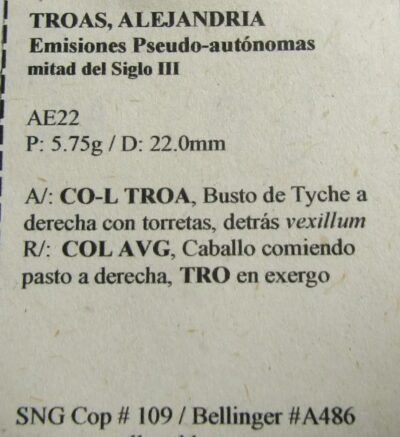 TROAS, ALEJANDRIA
Emisiones Pseudo-autónomas
mitad del Siglo III
AE22
P: 5.75g / D: 22.0mm
A/: CO-L TROA, Busto de Tyche a
derecha con torretas, detrás vexillum
R/: COL AVG, Caballo comiendo
pasto a derecha, TRO en exergo
SNG Cop # 109 / Bellinger #A486